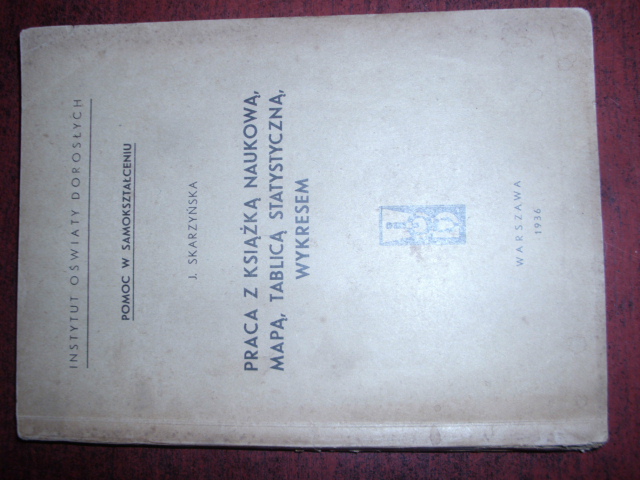 INSTYTUT OŚWIATY DOROSŁYCH
POMOC W SAMOKSZTAŁCENIU
J. SKARZYŃSKA
PRACA Z KSIĄŻKĄ NAUKOWĄ,
MAPĄ, TABLICĄ STATYSTYCZNĄ,
WYKRESEM
WARSZAWA
1936